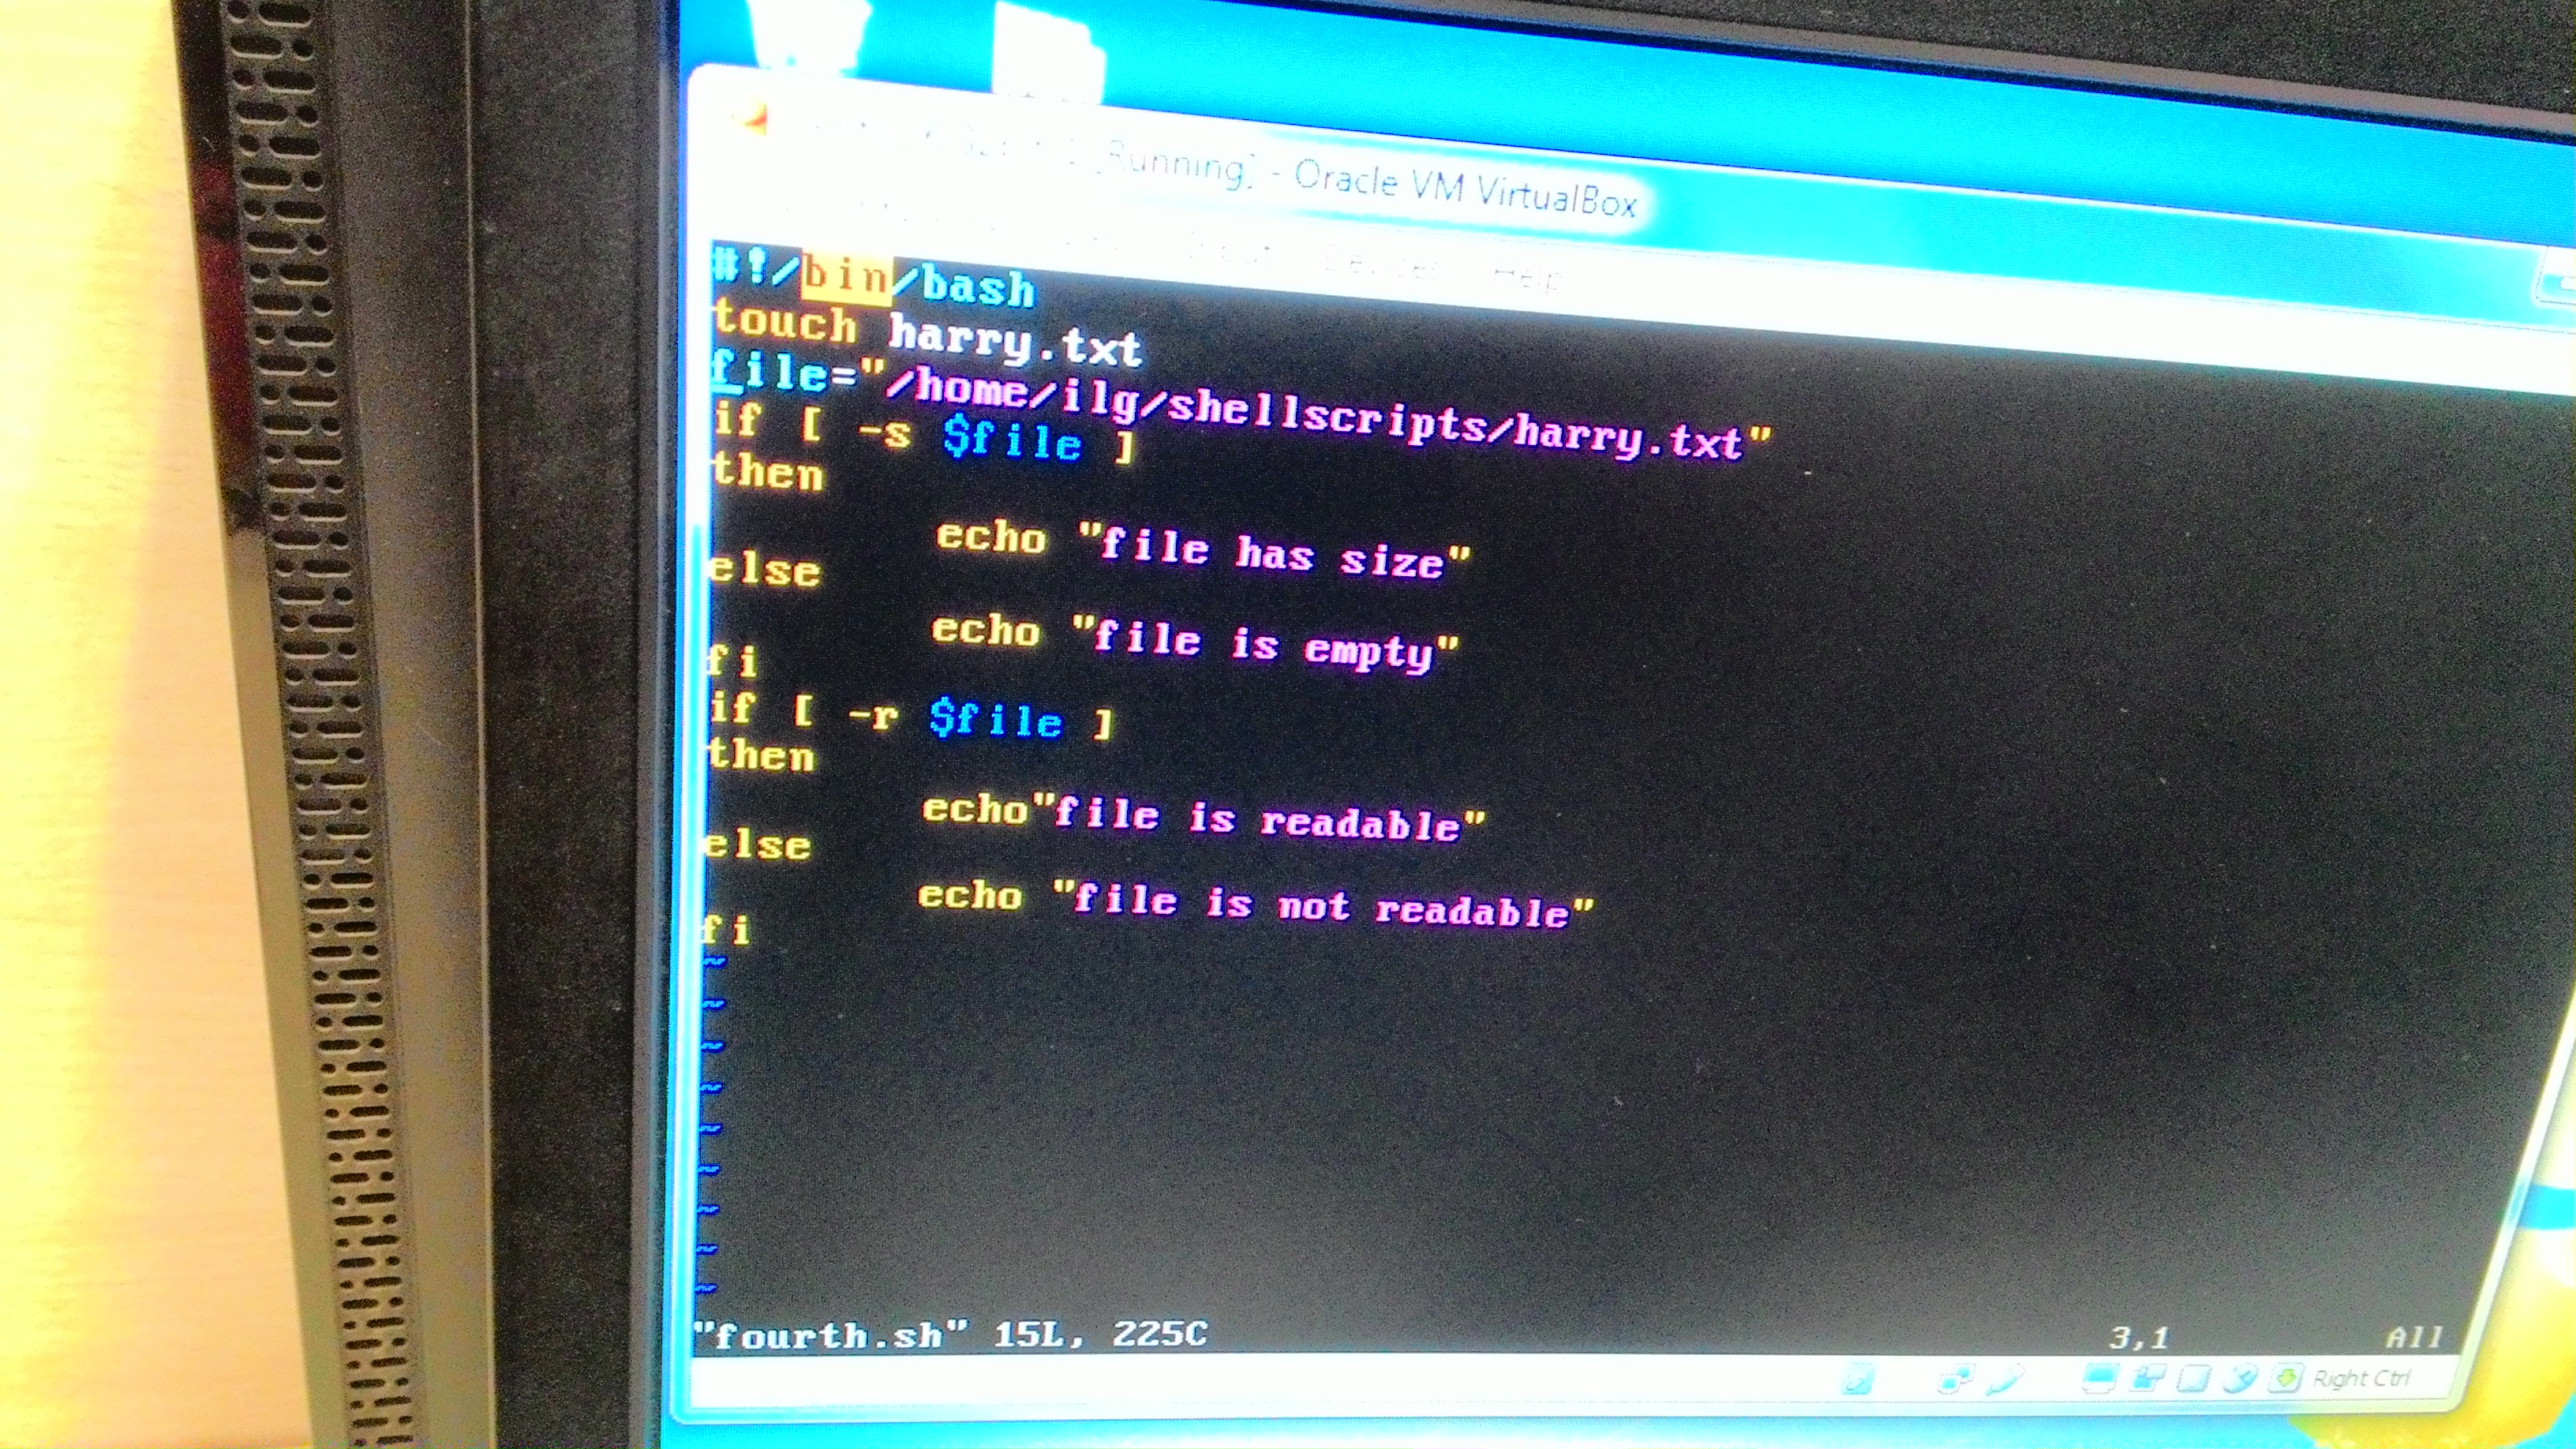 [Running] - Oracle VM VirtualBox
Devices Help
#!/bin/bash
touch harry.txt
file="/home/ilg/shellscripts/harry.txt"
if [ -s $file ]
then
echo "file has size"
else
echo "file is empty"
fi
if [ -r $file ]
then
echo"file is readable"
else
echo "file is not readable"
fi
~
~
~
~
~
~
~
~
~
"fourth.sh" 15L, 225C 3,1 All
Right Ctrl